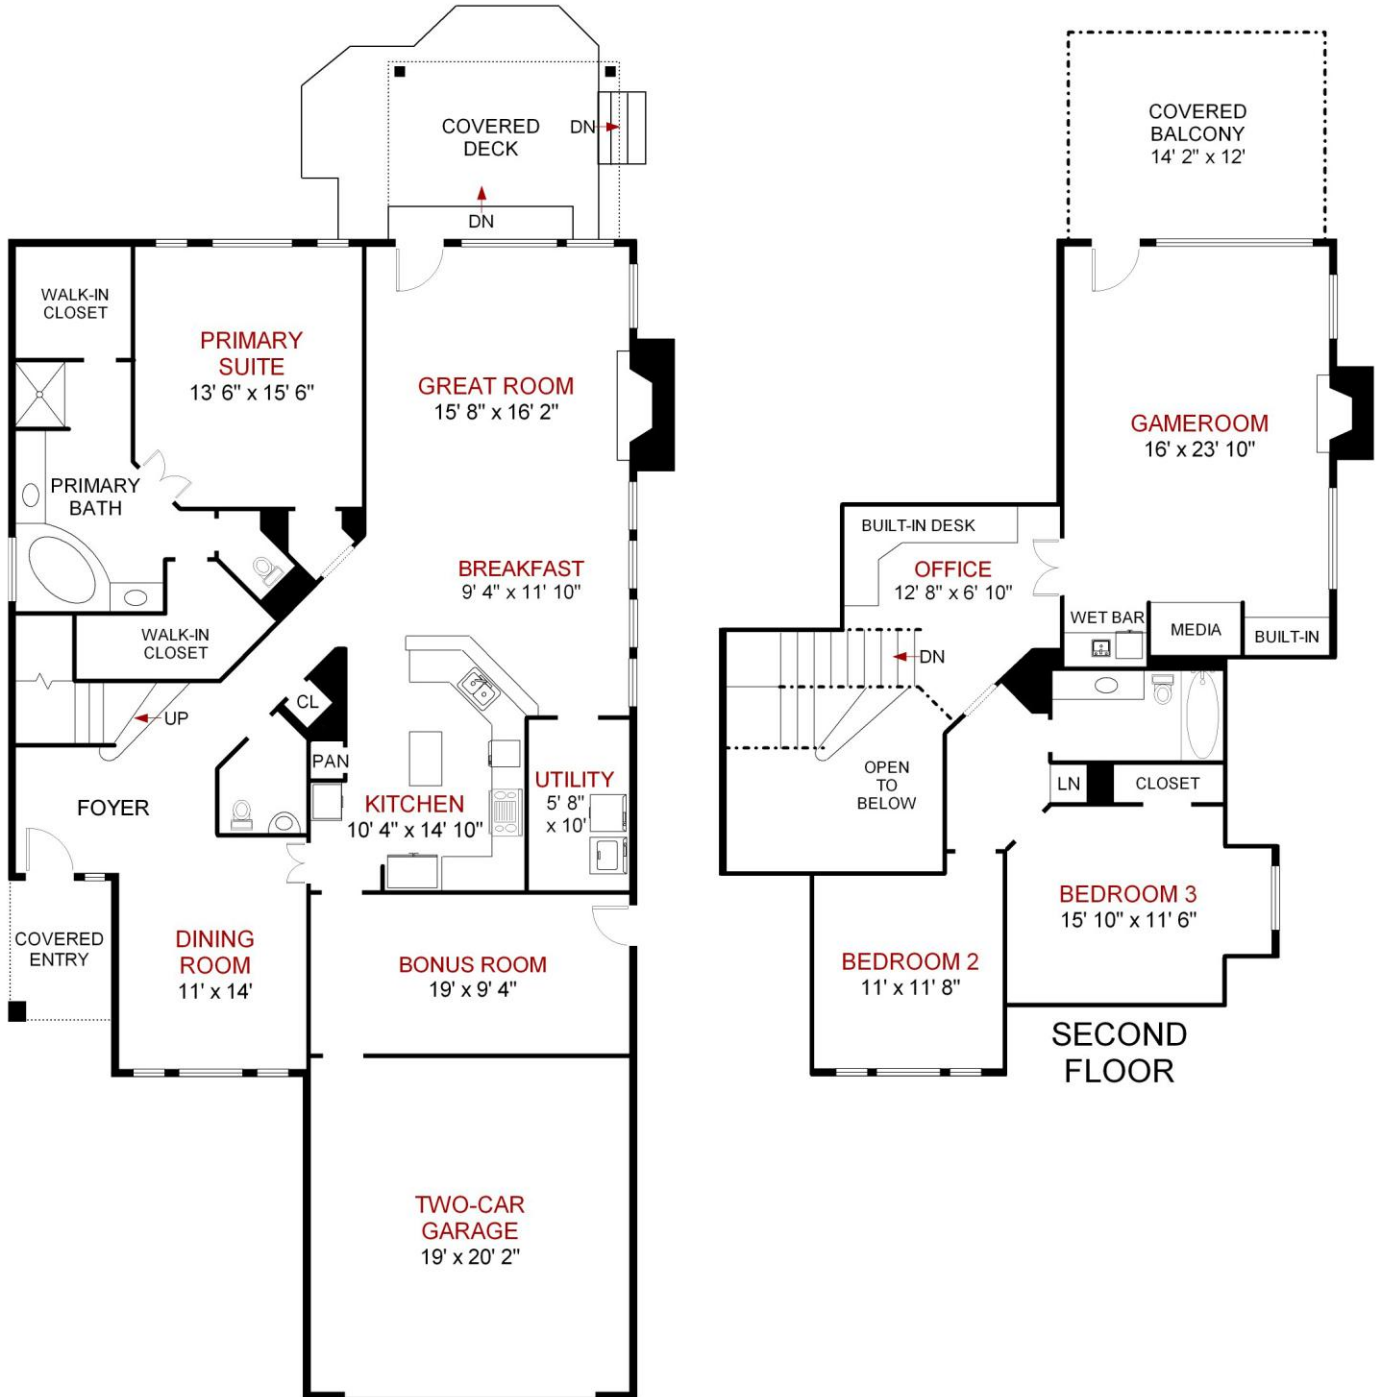 COVERED
DECK
DN
DN
WALK-IN
CLOSET
PRIMARY
SUITE
13' 6" x 15' 6"
GREAT ROOM
15' 8" x 16' 2"
PRIMARY
BATH
BREAKFAST
9' 4" x 11' 10"
WALK-IN
CLOSET
CL
UP
PAN
FOYER
KITCHEN
10' 4" x 14' 10"
UTILITY
5' 8"
x 10'
COVERED
ENTRY
DINING
ROOM
11' x 14'
BONUS ROOM
19' x 9' 4"
TWO-CAR
GARAGE
19' x 20' 2"
COVERED
BALCONY
14' 2" x 12'
GAMEROOM
16' x 23' 10"
BUILT-IN DESK
OFFICE
12' 8" x 6' 10"
WET BAR
MEDIA
BUILT-IN
DN
OPEN
TO
BELOW
LN
CLOSET
BEDROOM 3
15' 10" x 11' 6"
BEDROOM 2
11' x 11' 8"
SECOND
FLOOR